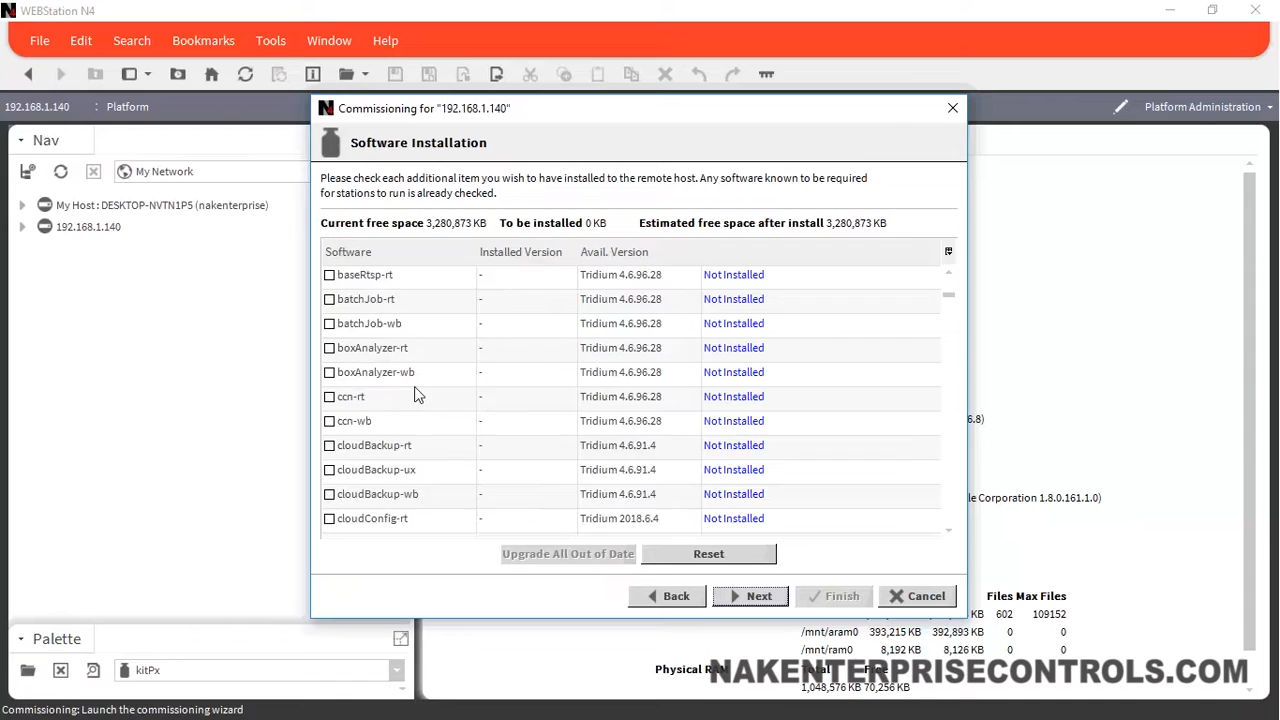 WEBStation N4
File Edit Search Bookmarks Tools Window Help
192.168.1.140 : Platform
Platform Administration
Nav
My Network
My Host : DESKTOP-NVTN1P5 (nakenterprise)
192.168.1.140
Commissioning for "192.168.1.140"
Software Installation
Please check each additional item you wish to have installed to the remote host. Any software known to be required
for stations to run is already checked.
Current free space 3,280,873 KB To be installed 0 KB Estimated free space after install 3,280,873 KB
Software Installed Version Avail. Version
baseRtsp-rt - Tridium 4.6.96.28 Not Installed
batchJob-rt - Tridium 4.6.96.28 Not Installed
batchJob-wb - Tridium 4.6.96.28 Not Installed
boxAnalyzer-rt - Tridium 4.6.96.28 Not Installed
boxAnalyzer-wb - Tridium 4.6.96.28 Not Installed
ccn-rt - Tridium 4.6.96.28 Not Installed
ccn-wb - Tridium 4.6.96.28 Not Installed
cloudBackup-rt - Tridium 4.6.91.4 Not Installed
cloudBackup-ux - Tridium 4.6.91.4 Not Installed
cloudBackup-wb - Tridium 4.6.91.4 Not Installed
cloudConfig-rt - Tridium 2018.6.4 Not Installed
Upgrade All Out of Date Reset
Back Next Finish Cancel
6.8)
le Corporation 1.8.0.161.1.0)
Files Max Files
KB 602 109152
/mnt/aram0 393,215 KB 392,893 KB 0 0
/mnt/ram0 8,192 KB 8,126 KB 0 0
Physical RAM Total Free
1,048,576 KB 70,256 KB
Palette
kitPx
NAKENTERPRISECONTROLS.COM
Commissioning: Launch the commissioning wizard